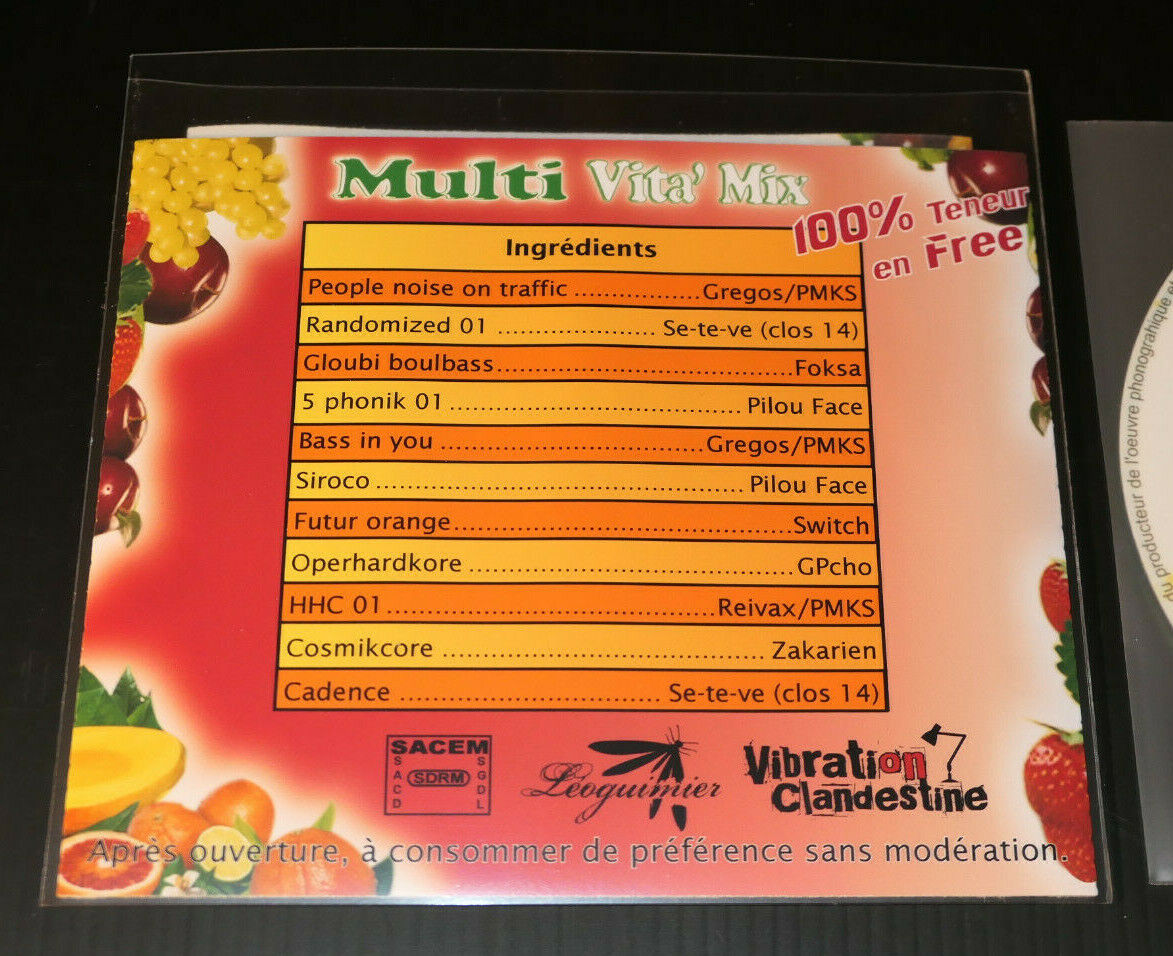 Multi Vita' Mix
100% Teneur
en Free
Ingrédients
People noise on traffic ................. Gregos/PMKS
Randomized 01 .................... Se-te-ve (clos 14)
Gloubi boulbass...................................... Foksa
5 phonik 01 ..................................... Pilou Face
Bass in you .................................. Gregos/PMKS
Siroco ............................................... Pilou Face
Futur orange........................................... Switch
Operhardkore ......................................... GPcho
HHC 01.......................................... Reivax/PMKS
Cosmikcore ......................................... Zakarien
Cadence ................................. Se-te-ve (clos 14)
SACEM
SACD
SDRM
SGDL
Léoguimier
Vibration
Clandestine
Après ouverture, à consommer de préférence sans modération.
du producteur de l'oeuvre phonograhique et